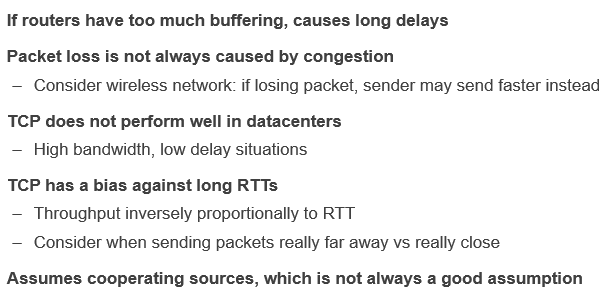 If routers have too much buffering, causes long delays
Packet loss is not always caused by congestion
– Consider wireless network: if losing packet, sender may send faster instead
TCP does not perform well in datacenters
– High bandwidth, low delay situations
TCP has a bias against long RTTs
– Throughput inversely proportionally to RTT
– Consider when sending packets really far away vs really close
Assumes cooperating sources, which is not always a good assumption